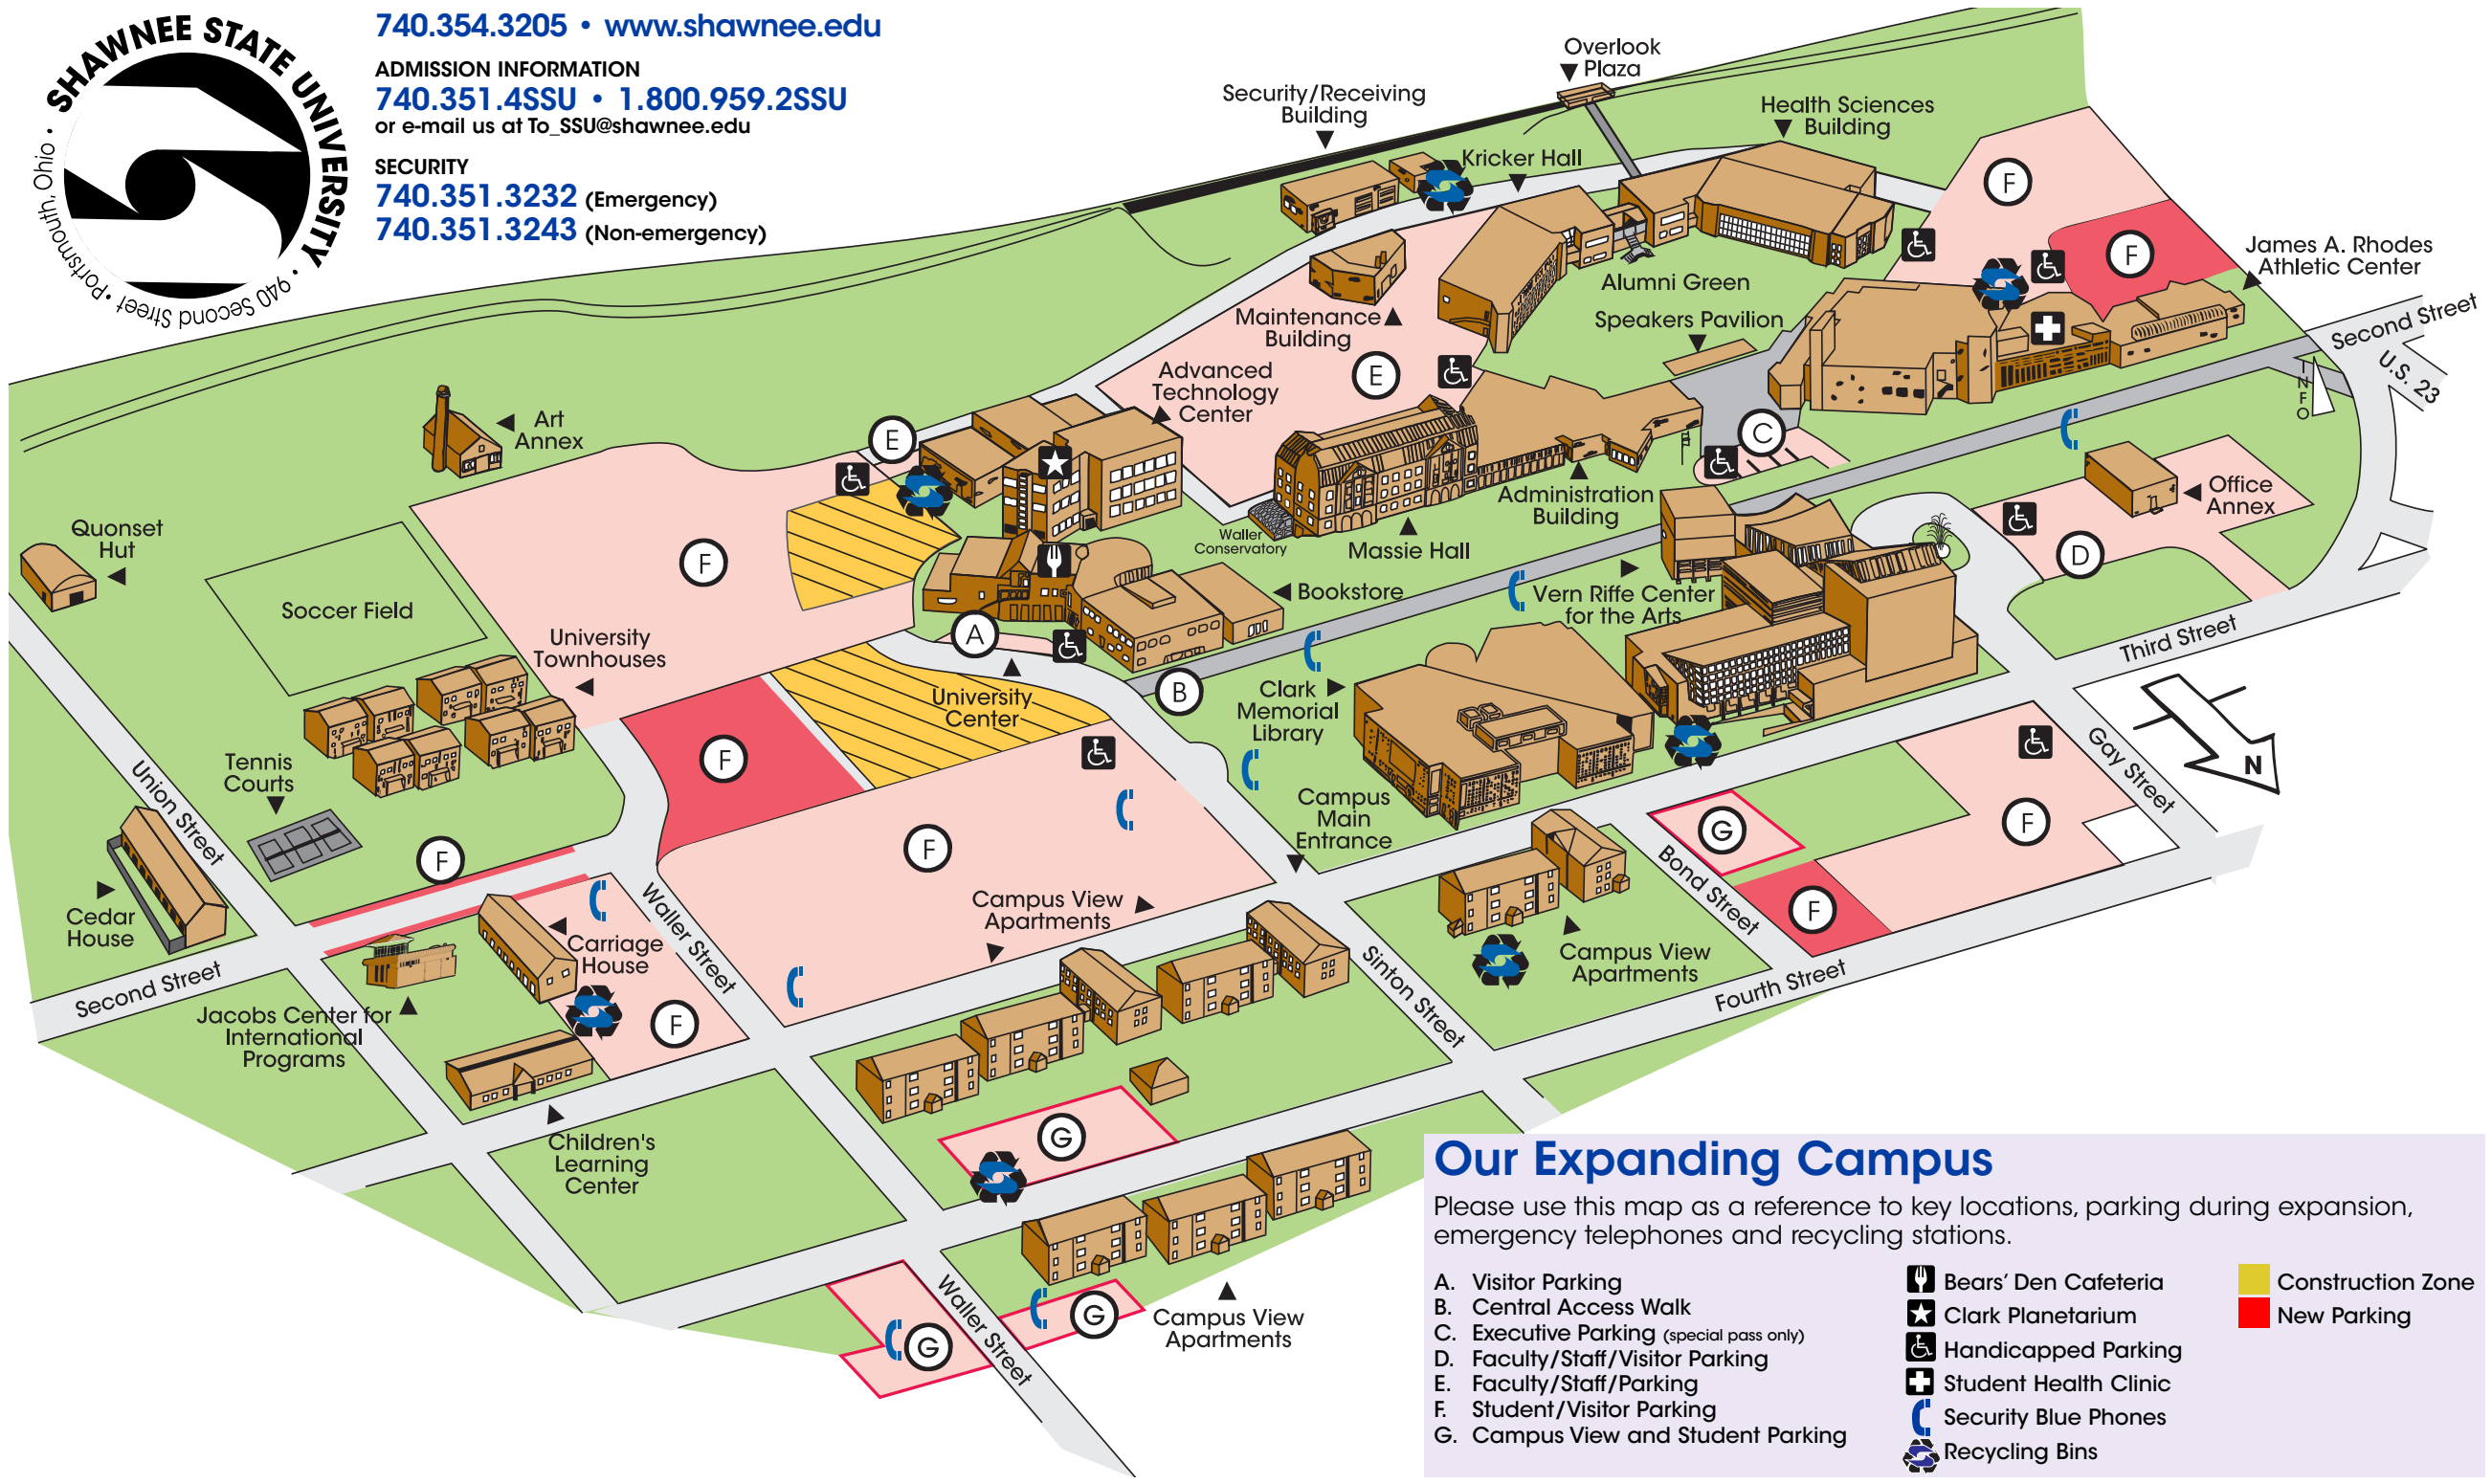 SHAWNEE STATE UNIVERSITY
• 940 Second Street • Portsmouth, Ohio •
740.354.3205 • www.shawnee.edu
ADMISSION INFORMATION
740.351.4SSU • 1.800.959.2SSU
or e-mail us at To_SSU@shawnee.edu
SECURITY
740.351.3232 (Emergency)
740.351.3243 (Non-emergency)
Overlook
Plaza
Security/Receiving
Building
Health Sciences
Building
Kricker Hall
F
F
James A. Rhodes
Athletic Center
Alumni Green
Speakers Pavilion
Maintenance
Building
Second Street
U.S. 23
INFO
E
Advanced
Technology
Center
Art
Annex
E
C
Administration
Building
Office
Annex
Waller
Conservatory
Massie Hall
Quonset
Hut
F
D
Bookstore
Vern Riffe Center
for the Arts
Soccer Field
University
Townhouses
A
Third Street
University
Center
B
Clark
Memorial
Library
Gay Street
N
F
Tennis
Courts
Union Street
Campus
Main
Entrance
G
F
F
F
Bond Street
Cedar
House
Waller Street
Campus View
Apartments
F
Carriage
House
Campus View
Apartments
Sinton Street
Second Street
Fourth Street
Jacobs Center for
International
Programs
F
Children's
Learning
Center
G
Waller Street
G
G
Campus View
Apartments
Our Expanding Campus
Please use this map as a reference to key locations, parking during expansion,
emergency telephones and recycling stations.
A. Visitor Parking
B. Central Access Walk
C. Executive Parking (special pass only)
D. Faculty/Staff/Visitor Parking
E. Faculty/Staff/Parking
F. Student/Visitor Parking
G. Campus View and Student Parking
Bears' Den Cafeteria
Clark Planetarium
Handicapped Parking
Student Health Clinic
Security Blue Phones
Recycling Bins
Construction Zone
New Parking